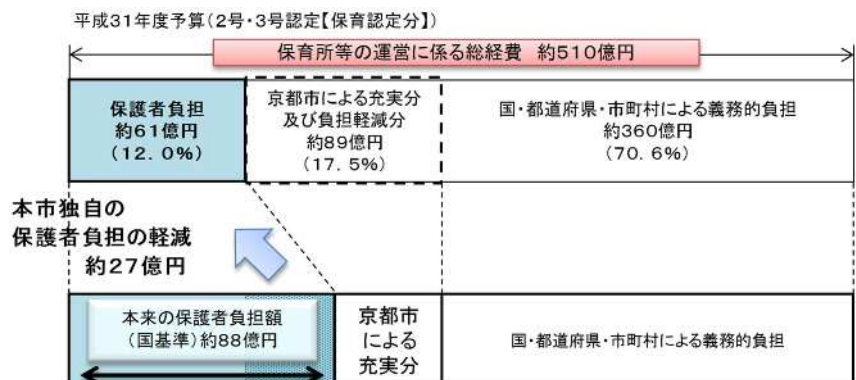 平成31年度予算(2号・3号認定【保育認定分】)
保育所等の運営に係る総経費 約510億円
保護者負担
約61億円
(12.0%)
京都市による充実分
及び負担軽減分
約89億円
(17.5%)
国・都道府県・市町村による義務的負担
約360億円
(70.6%)
本市独自の
保護者負担の軽減
約27億円
本来の保護者負担額
(国基準)約88億円
京都市
による
充実分
国・都道府県・市町村による義務的負担